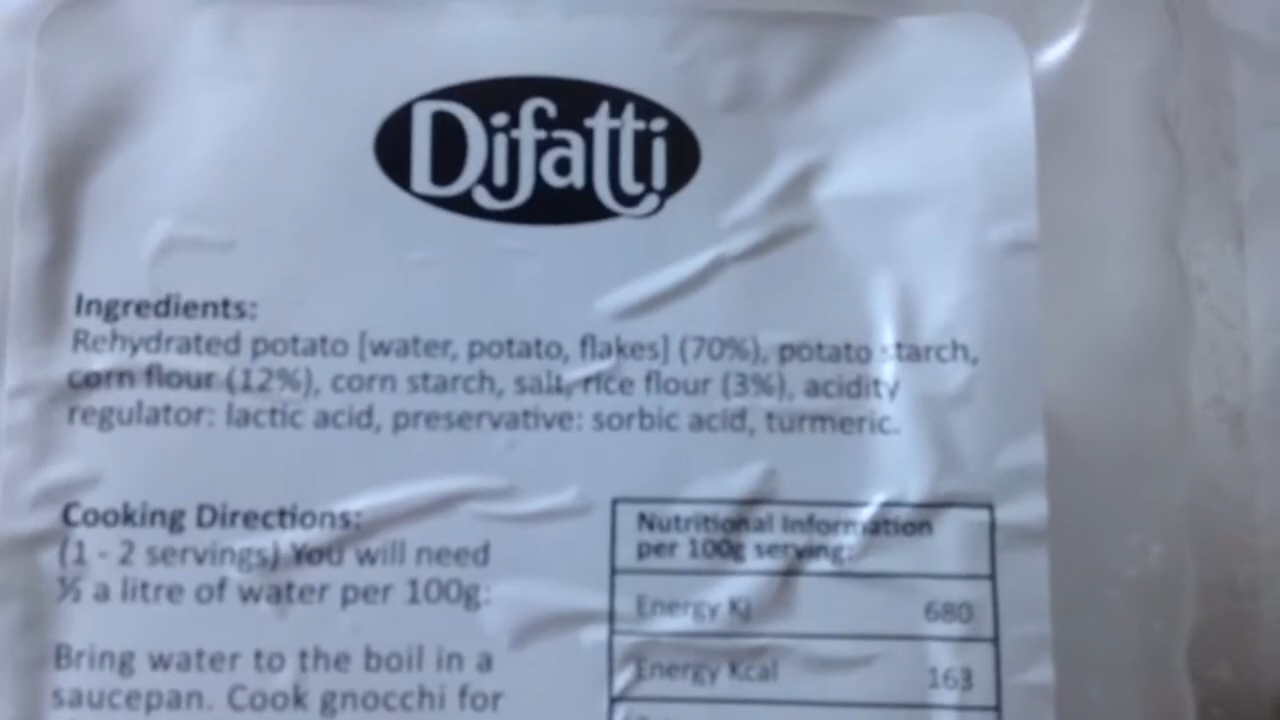 Difatti
Ingredients:
Rehydrated potato [water, potato, flakes] (70%), potato starch,
corn flour (12%), corn starch, salt, rice flour (3%), acidity
regulator: lactic acid, preservative: sorbic acid, turmeric.
Cooking Directions:
(1 - 2 servings) You will need
½ a litre of water per 100g:
Bring water to the boil in a
saucepan. Cook gnocchi for
Nutritional Information
per 100g serving:
Energy KJ 680
Energy Kcal 163